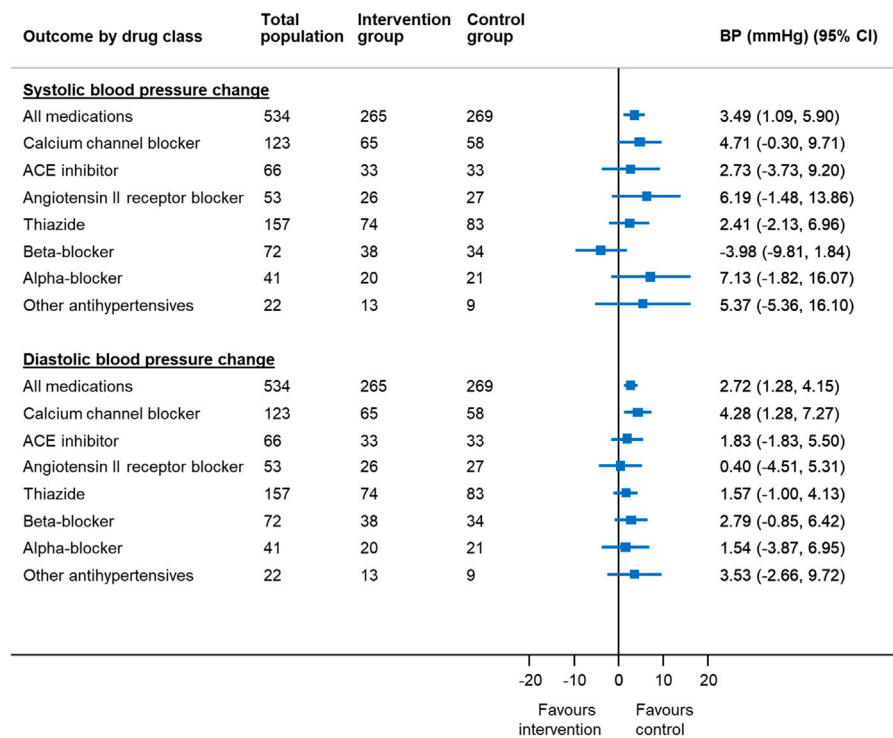 Outcome by drug class Total population Intervention group Control group BP (mmHg) (95% CI)
Systolic blood pressure change
All medications 534 265 269 3.49 (1.09, 5.90)
Calcium channel blocker 123 65 58 4.71 (-0.30, 9.71)
ACE inhibitor 66 33 33 2.73 (-3.73, 9.20)
Angiotensin II receptor blocker 53 26 27 6.19 (-1.48, 13.86)
Thiazide 157 74 83 2.41 (-2.13, 6.96)
Beta-blocker 72 38 34 -3.98 (-9.81, 1.84)
Alpha-blocker 41 20 21 7.13 (-1.82, 16.07)
Other antihypertensives 22 13 9 5.37 (-5.36, 16.10)
Diastolic blood pressure change
All medications 534 265 269 2.72 (1.28, 4.15)
Calcium channel blocker 123 65 58 4.28 (1.28, 7.27)
ACE inhibitor 66 33 33 1.83 (-1.83, 5.50)
Angiotensin II receptor blocker 53 26 27 0.40 (-4.51, 5.31)
Thiazide 157 74 83 1.57 (-1.00, 4.13)
Beta-blocker 72 38 34 2.79 (-0.85, 6.42)
Alpha-blocker 41 20 21 1.54 (-3.87, 6.95)
Other antihypertensives 22 13 9 3.53 (-2.66, 9.72)
-20 -10 0 10 20
Favours intervention Favours control